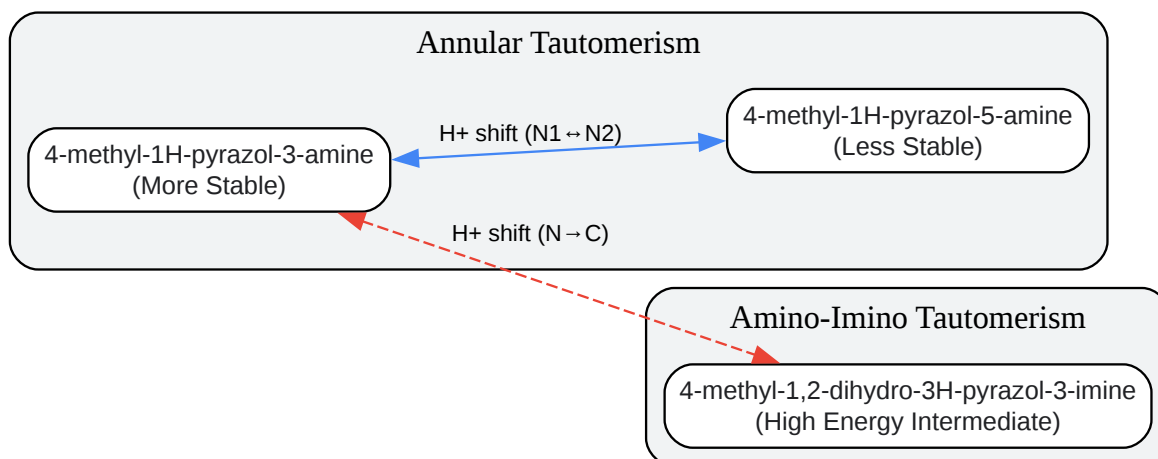 Annular Tautomerism
4-methyl-1H-pyrazol-5-amine
(Less Stable)
H+ shift (N1↔N2)
4-methyl-1H-pyrazol-3-amine
(More Stable)
H+ shift (N→C)
Amino-Imino Tautomerism
4-methyl-1,2-dihydro-3H-pyrazol-3-imine
(High Energy Intermediate)